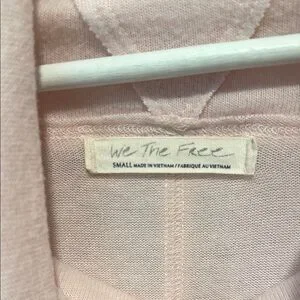 We The Free
SMALL MADE IN VIETNAM / FABRIQUÉ AU VIETNAM